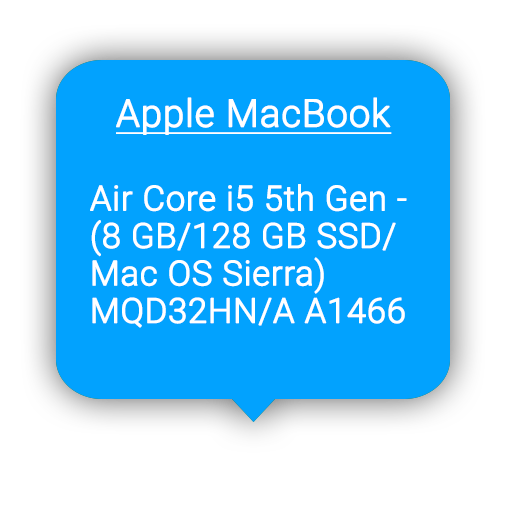 Apple MacBook
Air Core i5 5th Gen -
(8 GB/128 GB SSD/
Mac OS Sierra)
MQD32HN/A A1466